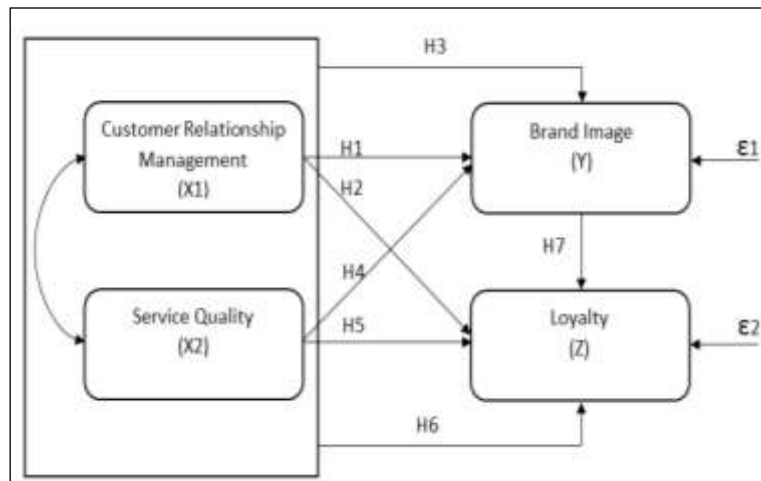 H3
Customer Relationship
Management
(X1)
H1
H2
Brand Image
(Y)
ε1
H7
H4
H5
Service Quality
(X2)
Loyalty
(Z)
ε2
H6